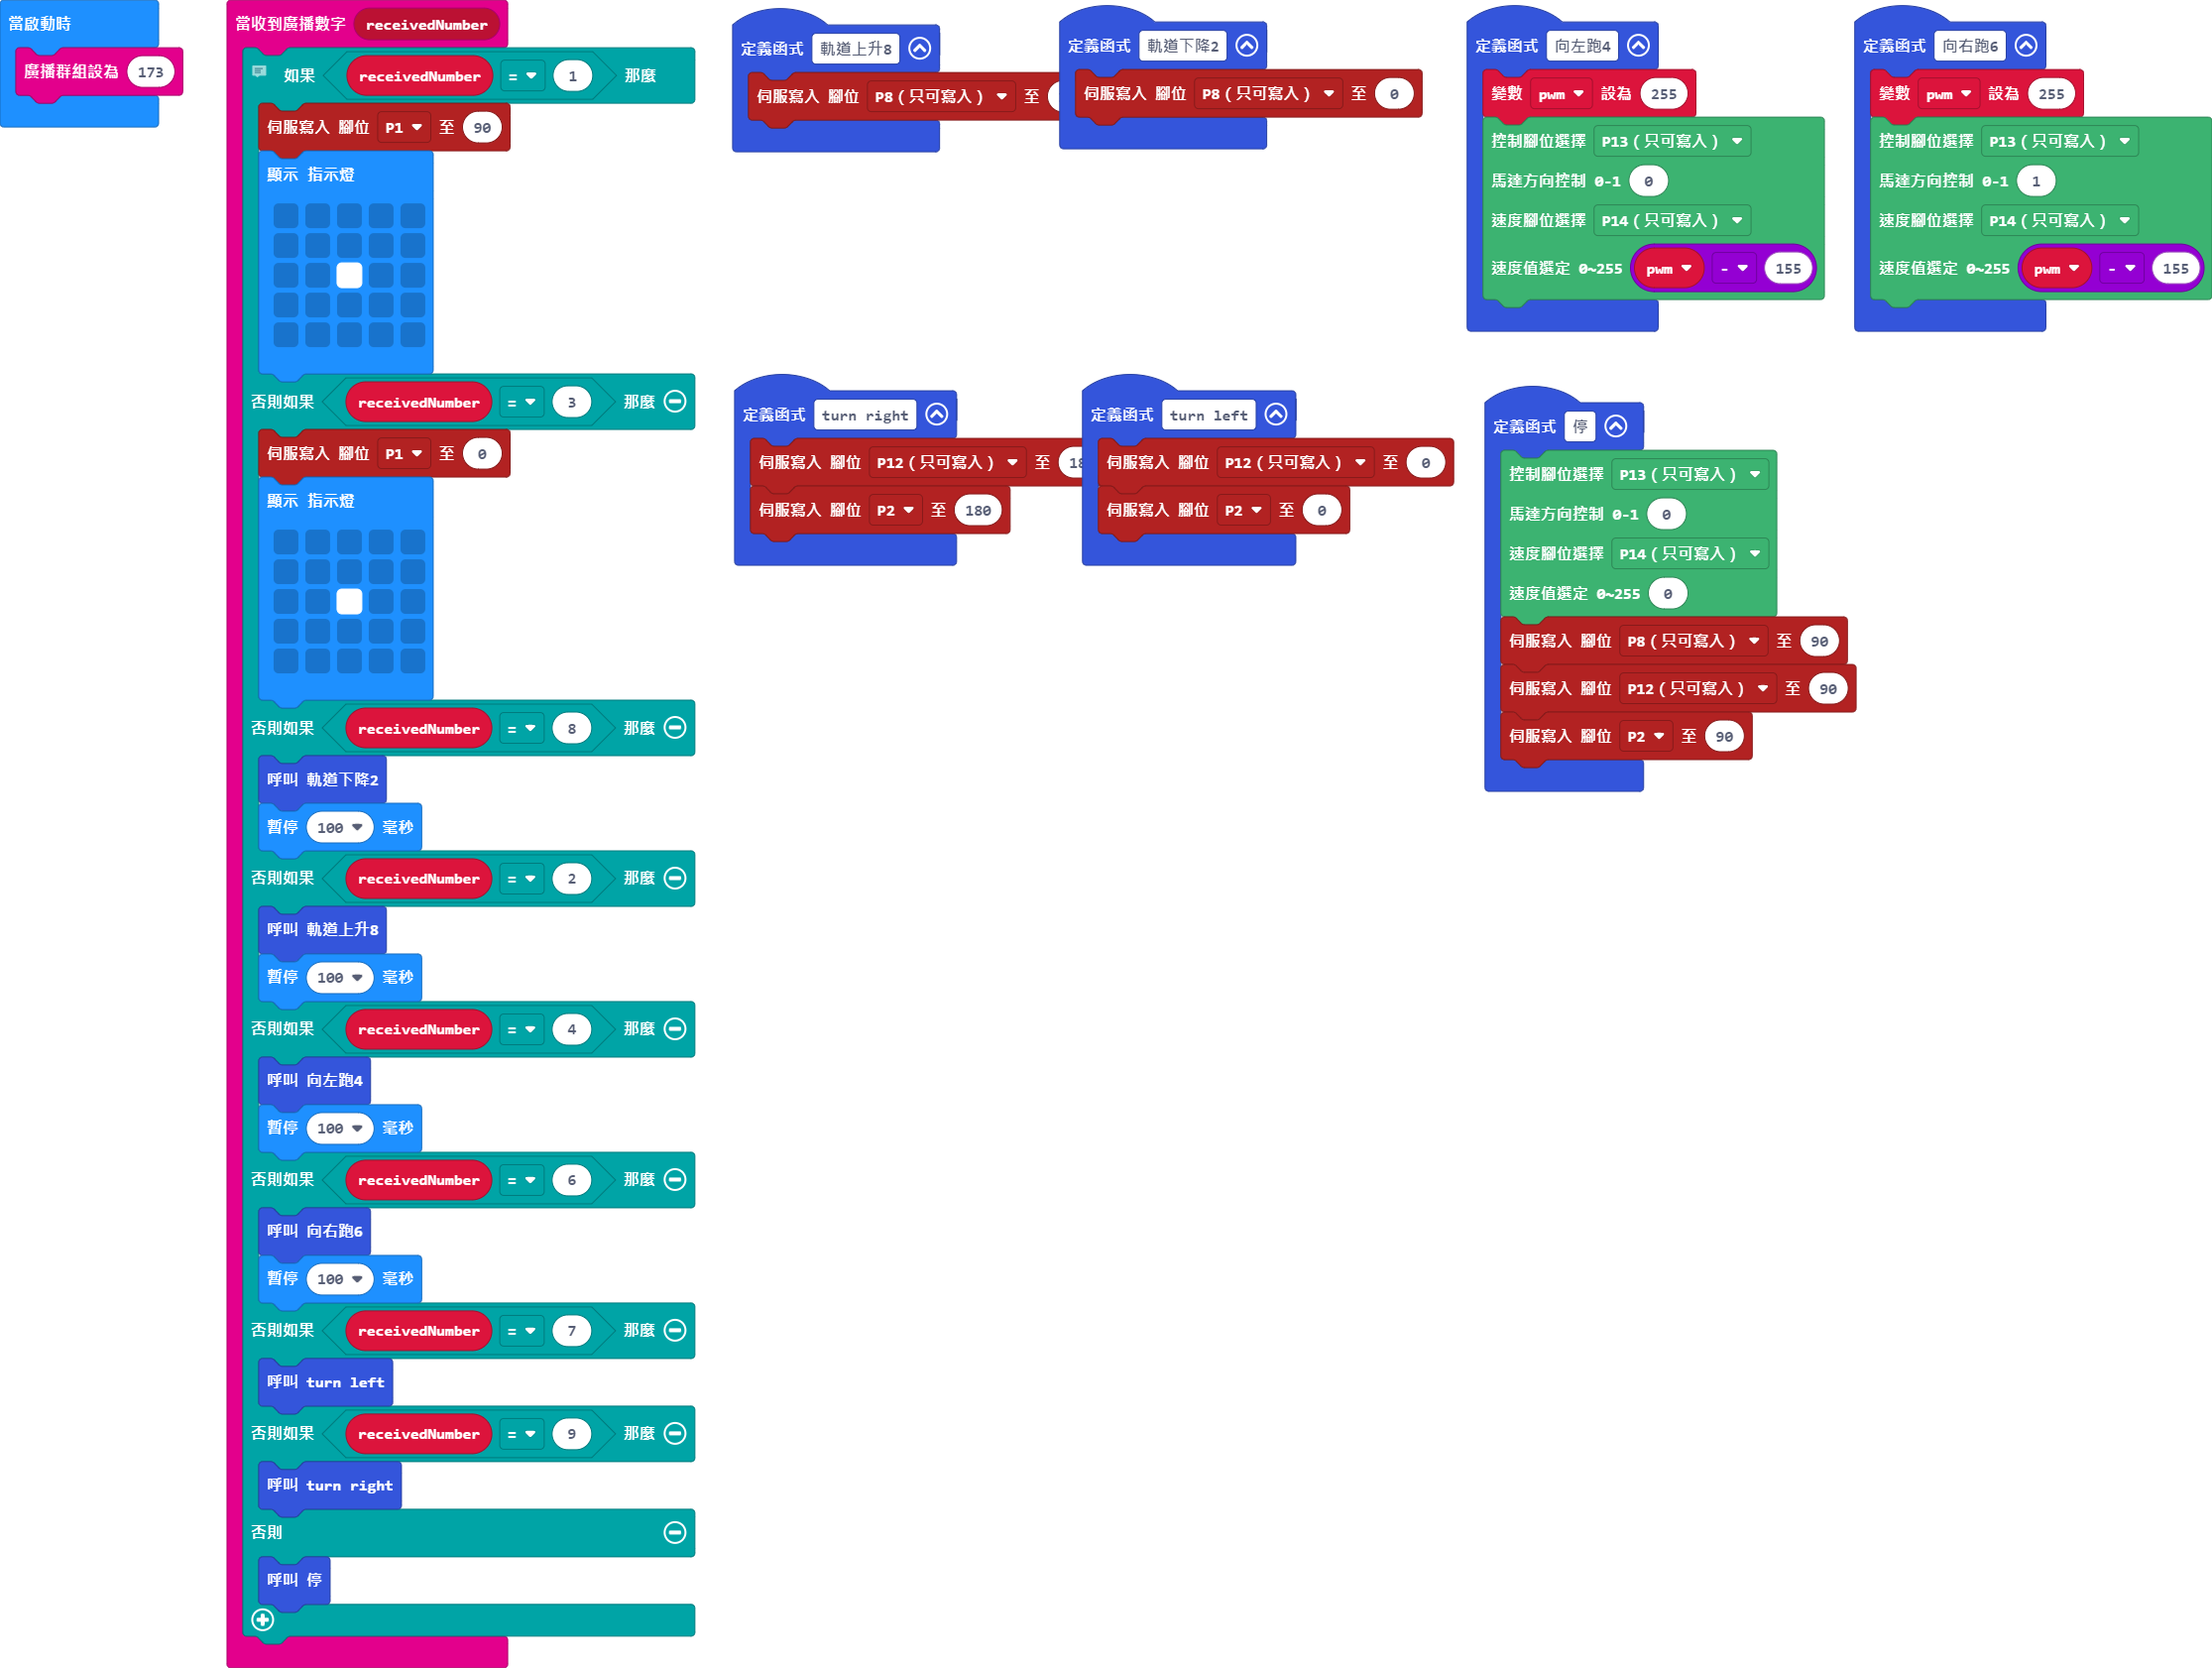 當啟動時
廣播群組設為 173
當收到廣播數字 receivedNumber
如果 receivedNumber = 1 那麼
伺服寫入 腳位 P1 至 90
顯示 指示燈
否則如果 receivedNumber = 3 那麼
伺服寫入 腳位 P1 至 0
顯示 指示燈
否則如果 receivedNumber = 8 那麼
呼叫 軌道下降2
暫停 100 毫秒
否則如果 receivedNumber = 2 那麼
呼叫 軌道上升8
暫停 100 毫秒
否則如果 receivedNumber = 4 那麼
呼叫 向左跑4
暫停 100 毫秒
否則如果 receivedNumber = 6 那麼
呼叫 向右跑6
暫停 100 毫秒
否則如果 receivedNumber = 7 那麼
呼叫 turn left
否則如果 receivedNumber = 9 那麼
呼叫 turn right
否則
呼叫 停
定義函式 軌道上升8
伺服寫入 腳位 P8(只可寫入) 至
定義函式 軌道下降2
伺服寫入 腳位 P8(只可寫入) 至 0
定義函式 向左跑4
變數 pwm 設為 255
控制腳位選擇 P13(只可寫入)
馬達方向控制 0-1 0
速度腳位選擇 P14(只可寫入)
速度值選定 0~255 pwm - 155
定義函式 向右跑6
變數 pwm 設為 255
控制腳位選擇 P13(只可寫入)
馬達方向控制 0-1 1
速度腳位選擇 P14(只可寫入)
速度值選定 0~255 pwm - 155
定義函式 turn right
伺服寫入 腳位 P12(只可寫入) 至
伺服寫入 腳位 P2 至 180
定義函式 turn left
伺服寫入 腳位 P12(只可寫入) 至 0
伺服寫入 腳位 P2 至 0
定義函式 停
控制腳位選擇 P13(只可寫入)
馬達方向控制 0-1 0
速度腳位選擇 P14(只可寫入)
速度值選定 0~255 0
伺服寫入 腳位 P8(只可寫入) 至 90
伺服寫入 腳位 P12(只可寫入) 至 90
伺服寫入 腳位 P2 至 90